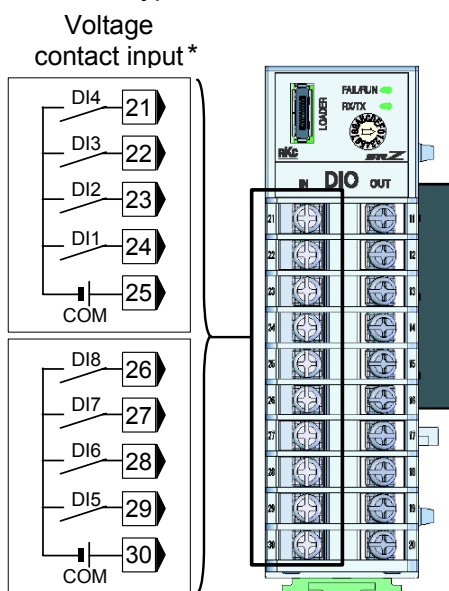 Voltage
contact input *
DI4 21
DI3 22
DI2 23
DI1 24
25
COM
DI8 26
DI7 27
DI6 28
DI5 29
30
COM
FAIL/RUN
RX/TX
LOADER
RKC
SRZ
IN DIO OUT
21 11
22 12
23 13
24 14
25 15
26 16
27 17
28 18
29 19
30 20